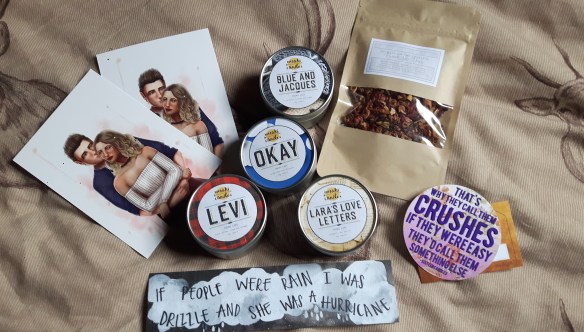 BLUE AND
JACQUES
OKAY
LEVI
LARA'S LOVE
LETTERS
THAT'S
WHY THEY CALL THEM
CRUSHES
IF THEY WERE EASY
THEY'D CALL THEM
SOMETHING ELSE
IF PEOPLE WERE RAIN I WAS
DRIZZLE AND SHE WAS A HURRICANE